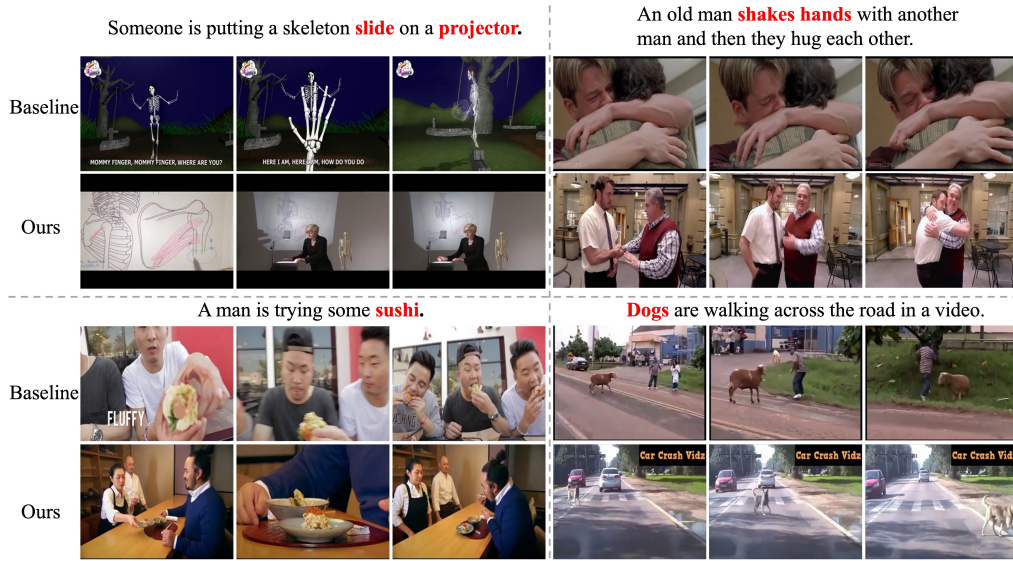 Someone is putting a skeleton slide on a projector.
An old man shakes hands with another
man and then they hug each other.
Baseline
MOMMY FINGER, MOMMY FINGER, WHERE ARE YOU?
HERE I AM, HERE I AM, HOW DO YOU DO
Ours
A man is trying some sushi.
Dogs are walking across the road in a video.
Baseline
FLUFFY
Ours
Car Crash Vidz
Car Crash Vidz
Car Crash Vidz